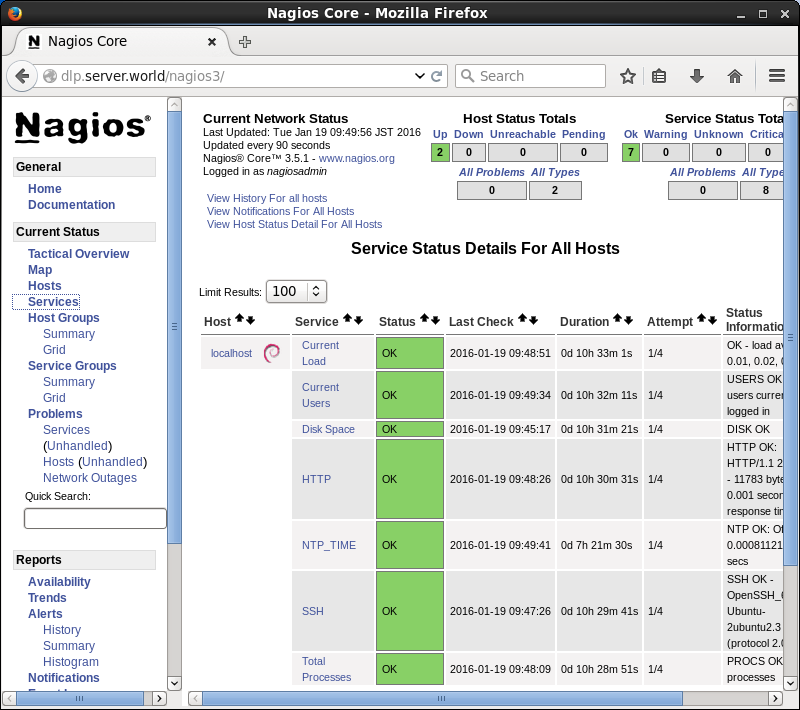 Nagios Core - Mozilla Firefox
Nagios Core
dlp.server.world/nagios3/
Search
Nagios®
General
Home
Documentation
Current Status
Tactical Overview
Map
Hosts
Services
Host Groups
Summary
Grid
Service Groups
Summary
Grid
Problems
Services
(Unhandled)
Hosts (Unhandled)
Network Outages
Quick Search:
Reports
Availability
Trends
Alerts
History
Summary
Histogram
Notifications
Current Network Status
Last Updated: Tue Jan 19 09:49:56 JST 2016
Updated every 90 seconds
Nagios® Core™ 3.5.1 - www.nagios.org
Logged in as nagiosadmin
View History For all hosts
View Notifications For All Hosts
View Host Status Detail For All Hosts
Host Status Totals
Up Down Unreachable Pending
2 0 0 0
All Problems All Types
0 2
Service Status Tota
Ok Warning Unknown Critica
7 0 0 0
All Problems All Type
0 8
Service Status Details For All Hosts
Limit Results: 100
Host Service Status Last Check Duration Attempt Status Informatio
localhost Current Load OK 2016-01-19 09:48:51 0d 10h 33m 1s 1/4 OK - load av
0.01, 0.02,
Current Users OK 2016-01-19 09:49:34 0d 10h 32m 11s 1/4 USERS OK
users curren
logged in
Disk Space OK 2016-01-19 09:45:17 0d 10h 31m 21s 1/4 DISK OK
HTTP OK 2016-01-19 09:48:26 0d 10h 30m 31s 1/4 HTTP OK:
HTTP/1.1 2
- 11783 byte
0.001 secon
response tim
NTP_TIME OK 2016-01-19 09:49:41 0d 7h 21m 30s 1/4 NTP OK: Of
0.00081121
secs
SSH OK 2016-01-19 09:47:26 0d 10h 29m 41s 1/4 SSH OK -
OpenSSH_6
Ubuntu-
2ubuntu2.3
(protocol 2.0
Total Processes OK 2016-01-19 09:48:09 0d 10h 28m 51s 1/4 PROCS OK
processes